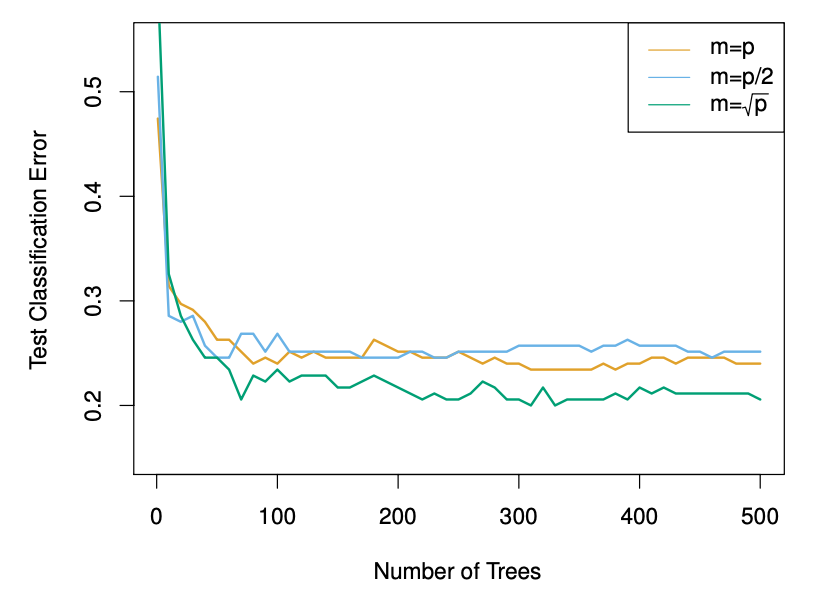 m=p
m=p/2
m=√p
Test Classification Error
0.5
0.4
0.3
0.2
0 100 200 300 400 500
Number of Trees